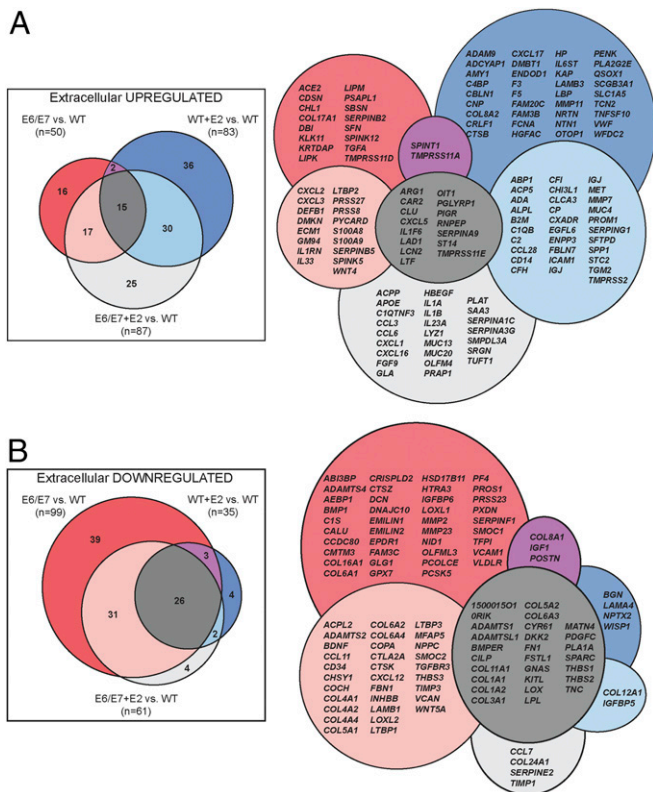 A
Extracellular UPREGULATED
E6/E7 vs. WT
(n=50)
WT+E2 vs. WT
(n=83)
2
16
36
15
17
30
25
E6/E7+E2 vs. WT
(n=87)
ACE2 LIPM
CDSN PSAPL1
CHL1 SBSN
COL17A1 SERPINB2
DBI SFN
KLK11 SPINK12
KRTDAP TGFA
LIPK TMPRSS11D
ADAM9 CXCL17 HP PENK
ADCYAP1 DMBT1 IL6ST PLA2G2E
AMY1 ENDOD1 KAP QSOX1
C4BP F3 LAMB3 SCGB3A1
CBLN1 F5 LBP SLC1A5
CNP FAM20C MMP11 TCN2
COL8A2 FAM3B NRTN TNFSF10
CRLF1 FCNA NTN1 VWF
CTSB HGFAC OTOP1 WFDC2
SPINT1
TMPRSS11A
CXCL2 LTBP2
CXCL3 PRSS27
DEFB1 PRSS8
DMKN PYCARD
ECM1 S100A8
GM94 S100A9
IL1RN SERPINB5
IL33 SPINK5
WNT4
ARG1 OIT1
CAR2 PGLYRP1
CLU PIGR
CXCL5 RNPEP
IL1F6 SERPINA9
LAD1 ST14
LCN2 TMPRSS11E
LTF
ABP1 CFI IGJ
ACP5 CHI3L1 MET
ADA CLCA3 MMP7
ALPL CP MUC4
B2M CXADR PROM1
C1QB EGFL6 SERPING1
C2 ENPP3 SFTPD
CCL28 FBLN7 SPP1
CD14 ICAM1 STC2
CFH IGJ TGM2
TMPRSS2
ACPP HBEGF PLAT
APOE IL1A SAA3
C1QTNF3 IL1B SERPINA1C
CCL3 IL23A SERPINA3G
CCL6 LYZ1 SMPDL3A
CXCL1 MUC13 SRGN
CXCL16 MUC20 TUFT1
FGF9 OLFM4
GLA PRAP1
B
Extracellular DOWNREGULATED
E6/E7 vs. WT
(n=99)
WT+E2 vs. WT
(n=35)
39
3
4
31
26
2
4
E6/E7+E2 vs. WT
(n=61)
ABI3BP CRISPLD2 HSD17B11 PF4
ADAMTS4 CTSZ HTRA3 PROS1
AEBP1 DCN IGFBP6 PRSS23
BMP1 DNAJC10 LOXL1 PXDN
C1S EMILIN1 MMP2 SERPINF1
CALU EMILIN2 MMP23 SMOC1
CCDC80 EPDR1 NID1 TFPI
CMTM3 FAM3C OLFML3 VCAM1
COL16A1 GLG1 PCOLCE VLDLR
COL6A1 GPX7 PCSK5
COL8A1
IGF1
POSTN
BGN
LAMA4
NPTX2
WISP1
ACPL2 COL6A2 LTBP3
ADAMTS2 COL6A4 MFAP5
BDNF COPA NPPC
CCL11 CTLA2A SMOC2
CD34 CTSK TGFBR3
CHSY1 CXCL12 THBS3
COCH FBN1 TIMP3
COL4A1 INHBB VCAN
COL4A2 LAMB1 WNT5A
COL4A4 LOXL2
COL5A1 LTBP1
1500015O1 COL5A2
0RIK COL6A3
ADAMTS1 CYR61 MATN4
ADAMTSL1 DKK2 PDGFC
BMPER FN1 PLA1A
CILP FSTL1 SPARC
COL11A1 GNAS THBS1
COL1A1 KITL THBS2
COL1A2 LOX TNC
COL3A1 LPL
COL12A1
IGFBP5
CCL7
COL24A1
SERPINE2
TIMP1